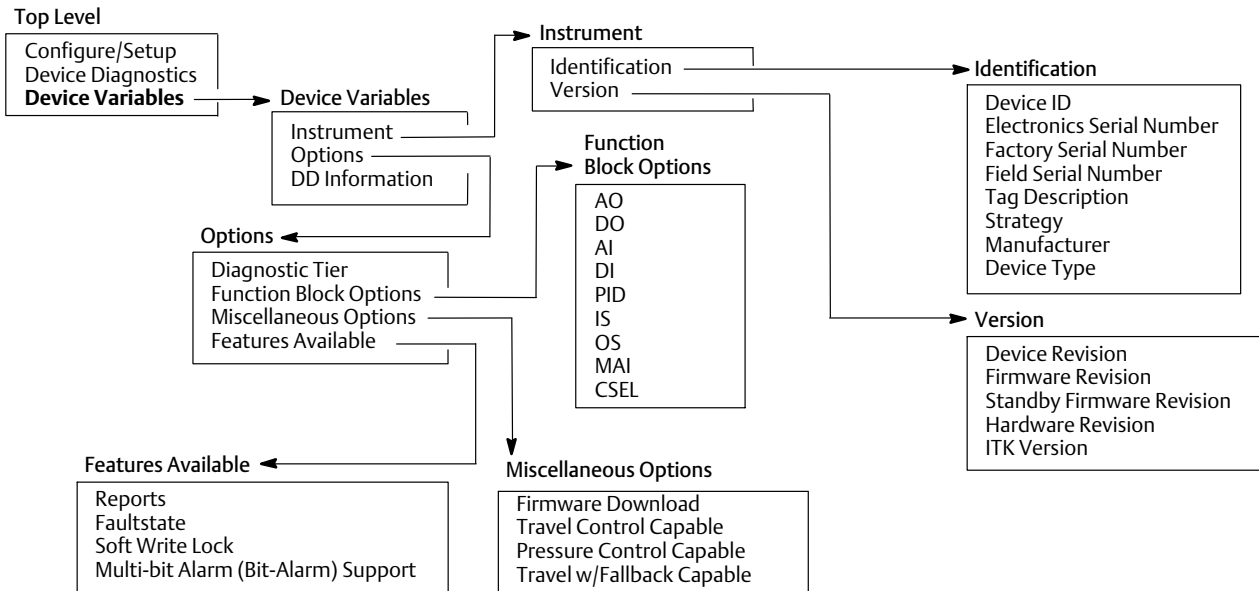 Top Level
Configure/Setup
Device Diagnostics
Device Variables
Device Variables
Instrument
Options
DD Information
Instrument
Identification
Version
Identification
Device ID
Electronics Serial Number
Factory Serial Number
Field Serial Number
Tag Description
Strategy
Manufacturer
Device Type
Function
Block Options
AO
DO
AI
DI
PID
IS
OS
MAI
CSEL
Options
Diagnostic Tier
Function Block Options
Miscellaneous Options
Features Available
Version
Device Revision
Firmware Revision
Standby Firmware Revision
Hardware Revision
ITK Version
Features Available
Reports
Faultstate
Soft Write Lock
Multi-bit Alarm (Bit-Alarm) Support
Miscellaneous Options
Firmware Download
Travel Control Capable
Pressure Control Capable
Travel w/Fallback Capable